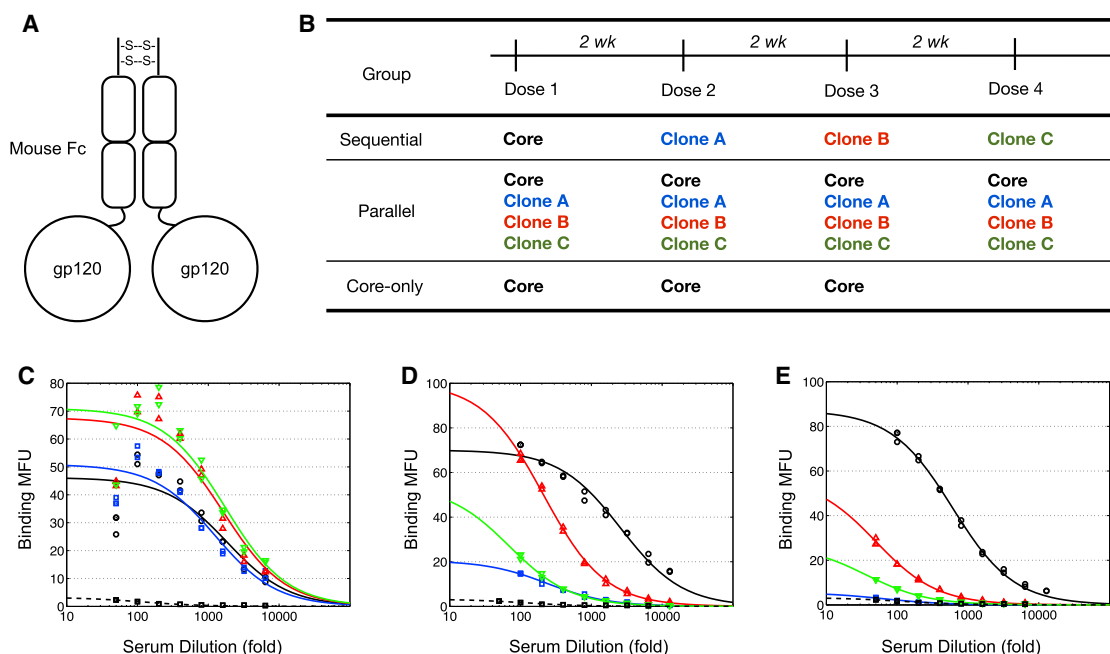 A
-S--S-
-S--S-
Mouse Fc
gp120 gp120
B
Group
2 wk 2 wk 2 wk
Dose 1 Dose 2 Dose 3 Dose 4
Sequential Core Clone A Clone B Clone C
Parallel
Core Core Core Core
Clone A Clone A Clone A Clone A
Clone B Clone B Clone B Clone B
Clone C Clone C Clone C Clone C
Core-only Core Core Core
C
Binding MFU
80
70
60
50
40
30
20
10
0
10 100 1000 10000
Serum Dilution (fold)
D
Binding MFU
100
80
60
40
20
0
10 100 1000 10000
Serum Dilution (fold)
E
Binding MFU
100
80
60
40
20
0
10 100 1000 10000
Serum Dilution (fold)